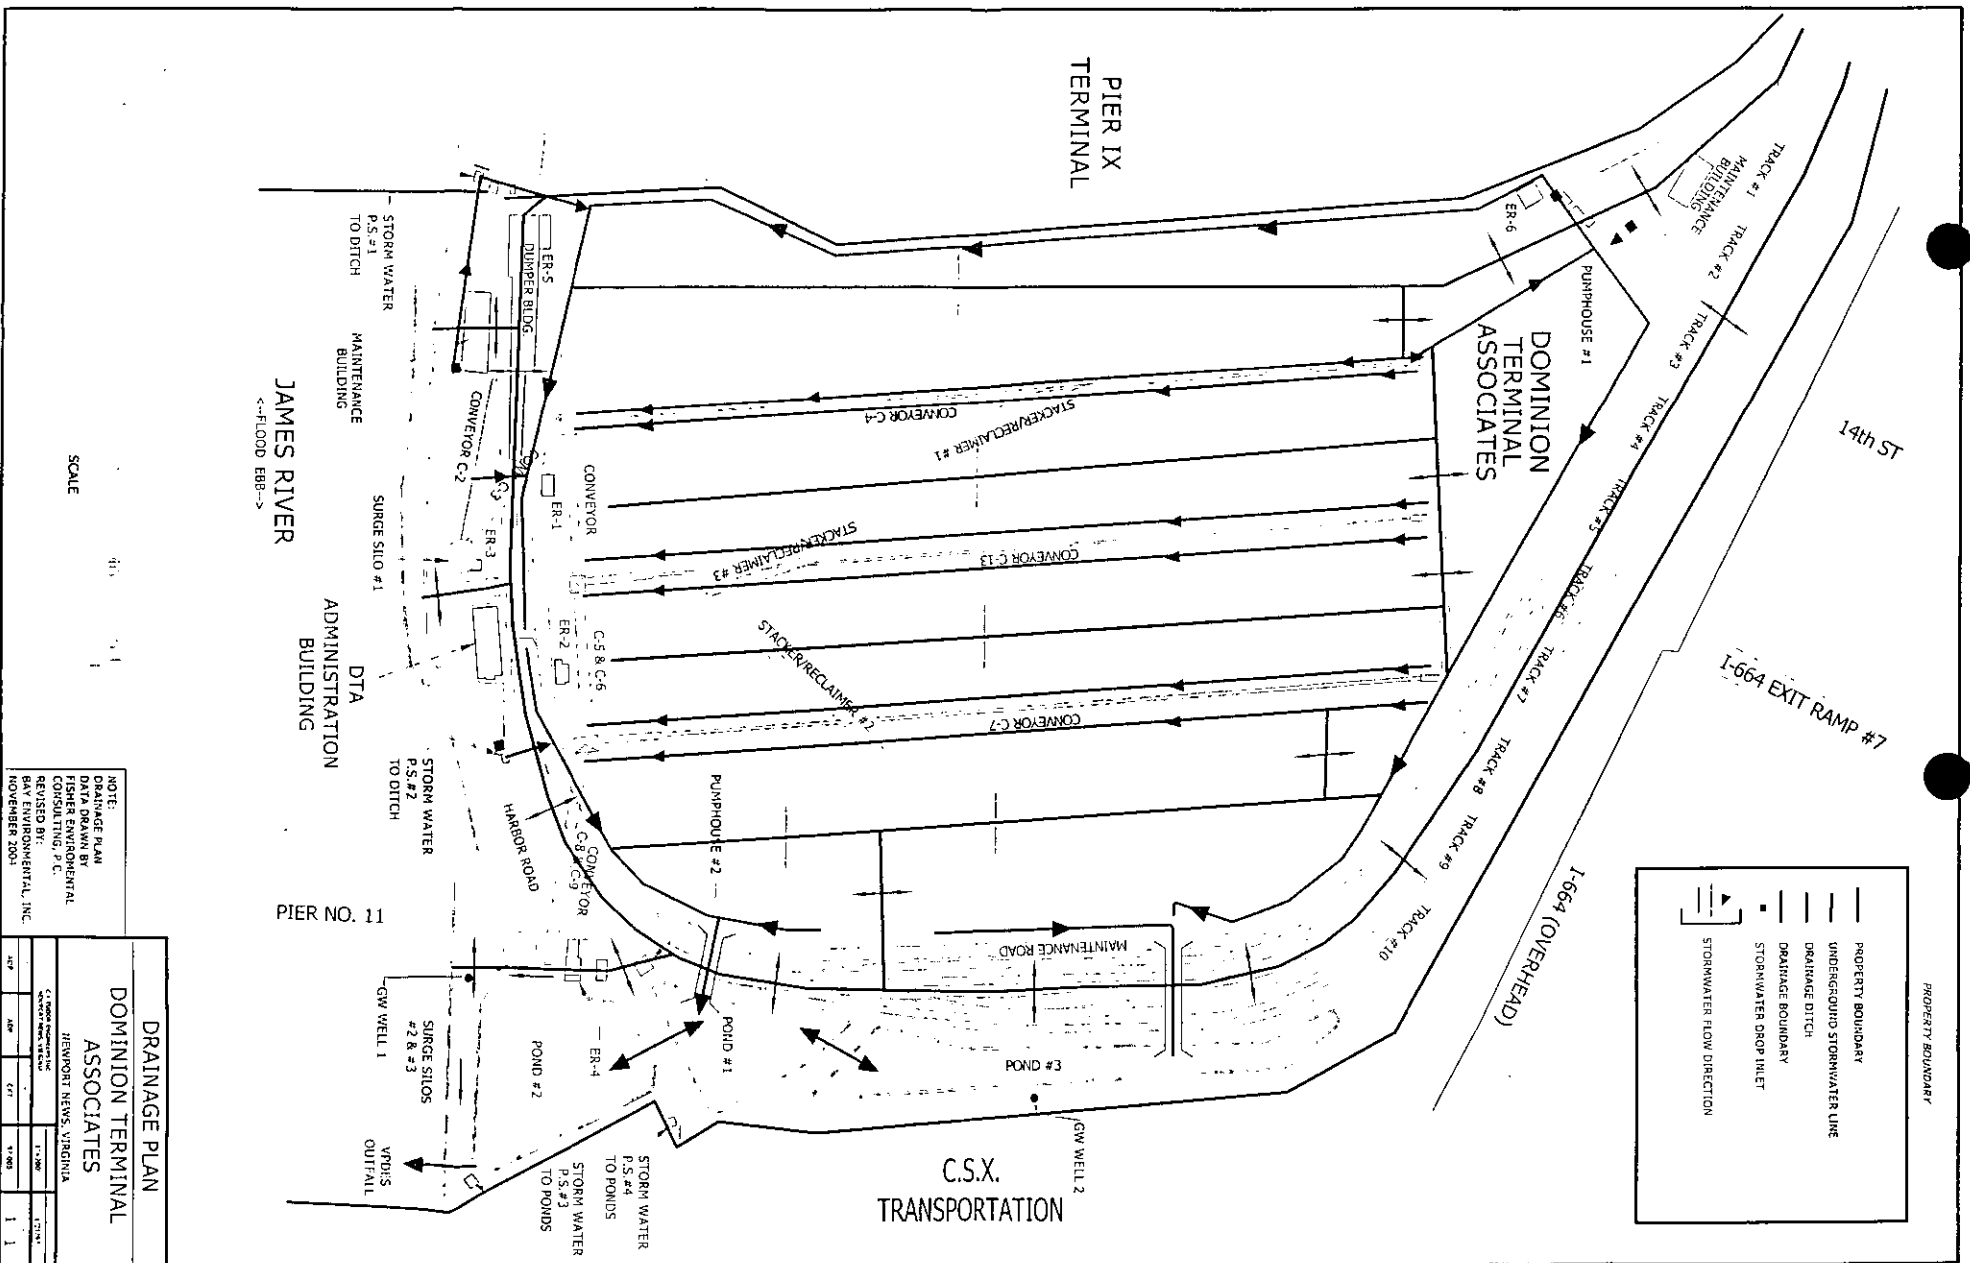 PIER IX
TERMINAL
TRACK #1
MAINTENANCE
BUILDING
TRACK #2
TRACK #3
TRACK #4
TRACK #5
TRACK #6
TRACK #7
TRACK #8
TRACK #9
TRACK #10
14th ST
I-664 EXIT RAMP #7
I-664 (OVERHEAD)
ER-6
PUMPHOUSE #1
DOMINION
TERMINAL
ASSOCIATES
STORM WATER
P.S.#1
TO DITCH
ER-5
DUMPER BLDG.
MAINTENANCE
BUILDING
CONVEYOR C-2
JAMES RIVER
<--FLOOD EBB-->
SCALE
CONVEYOR C-4
STACKER/RECLAIMER #1
CONVEYOR
ER-1
ER-3
SURGE SILO #1
STACKER/RECLAIMER #3
CONVEYOR C-13
C-5 & C-6
ER-2
STACKER/RECLAIMER #2
CONVEYOR C-7
DTA
ADMINISTRATION
BUILDING
STORM WATER
P.S.#2
TO DITCH
HARBOR ROAD
CONVEYOR
C-8 & C-9
PUMPHOUSE #2
PIER NO. 11
MAINTENANCE ROAD
GW WELL 1
SURGE SILOS
#2 & #3
ER-4
POND #2
POND #1
POND #3
GW WELL 2
VPDES
OUTFALL
STORM WATER
P.S.#4
TO PONDS
STORM WATER
P.S.#3
TO PONDS
C.S.X.
TRANSPORTATION
PROPERTY BOUNDARY
PROPERTY BOUNDARY
UNDERGROUND STORMWATER LINE
DRAINAGE DITCH
DRAINAGE BOUNDARY
STORMWATER DROP INLET
STORMWATER FLOW DIRECTION
NOTE:
DRAINAGE PLAN
DATA DRAWN BY
FISHER ENVIROMENTAL
CONSULTING, P.C.
REVISED BY:
BAY ENVIRONMENTAL, INC.
NOVEMBER 2004
DRAINAGE PLAN
DOMINION TERMINAL
ASSOCIATES
NEWPORT NEWS, VIRGINIA
1 1